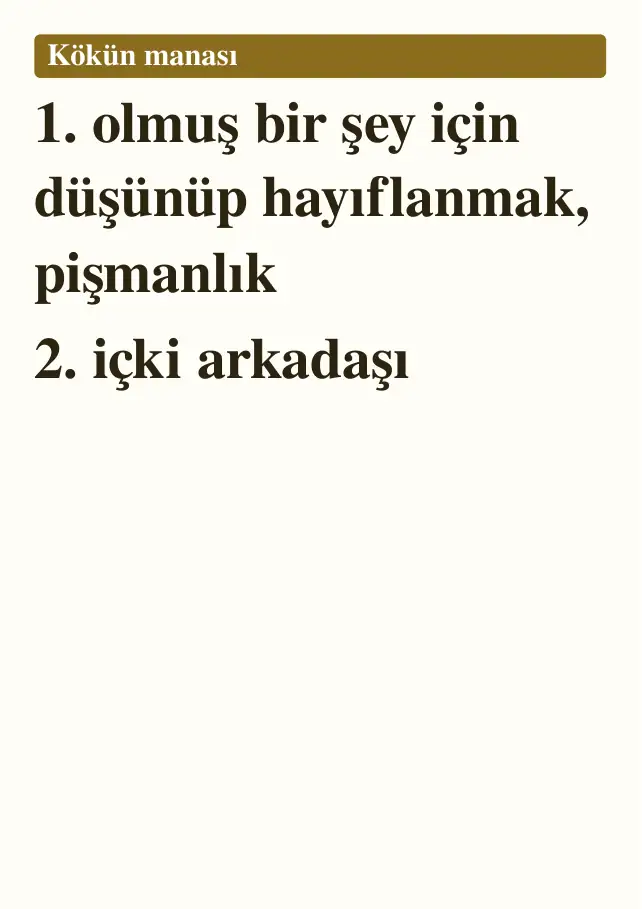 Kökün manası
1. olmuş bir şey için
düşünüp hayıflanmak,
pişmanlık
2. içki arkadaşı